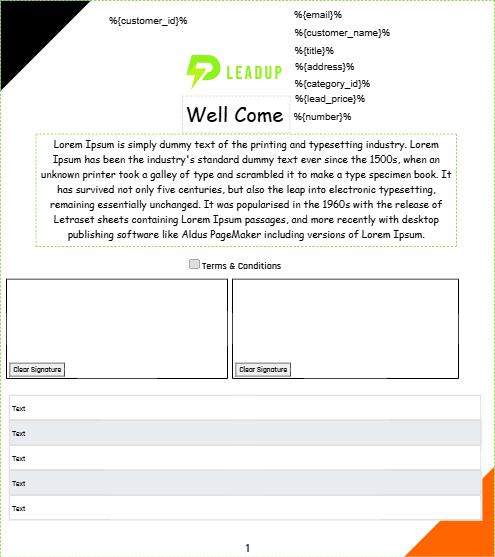 %{customer_id}%
%{email}%
%{customer_name}%
%{title}%
%{address}%
%{category_id}%
%{lead_price}%
%{number}%
LEADUP
Well Come
Lorem Ipsum is simply dummy text of the printing and typesetting industry. Lorem
Ipsum has been the industry's standard dummy text ever since the 1500s, when an
unknown printer took a galley of type and scrambled it to make a type specimen book. It
has survived not only five centuries, but also the leap into electronic typesetting,
remaining essentially unchanged. It was popularised in the 1960s with the release of
Letraset sheets containing Lorem Ipsum passages, and more recently with desktop
publishing software like Aldus PageMaker including versions of Lorem Ipsum.
Terms & Conditions
Clear Signature
Clear Signature
Text
Text
Text
Text
Text
1